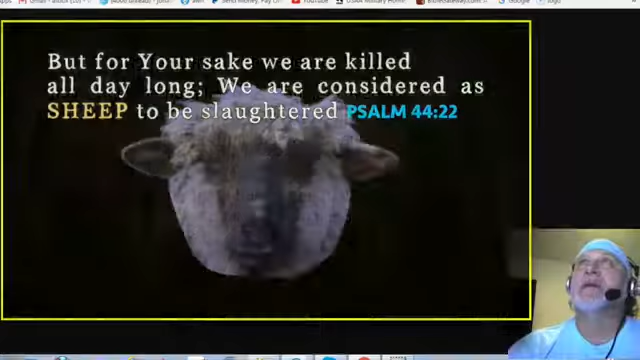 But for Your sake we are killed
all day long; We are considered as
SHEEP to be slaughtered PSALM 44:22